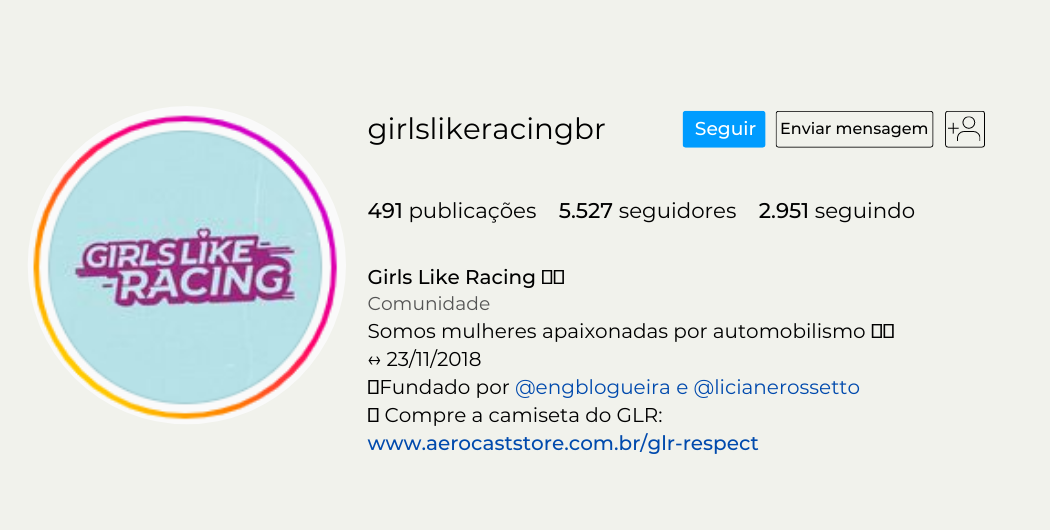 GIRLS LIKE
RACING
girlslikeracingbr
Seguir
Enviar mensagem
491 publicações 5.527 seguidores 2.951 seguindo
Girls Like Racing
Comunidade
Somos mulheres apaixonadas por automobilismo
↔ 23/11/2018
Fundado por @engblogueira e @licianerossetto
Compre a camiseta do GLR:
www.aerocaststore.com.br/glr-respect